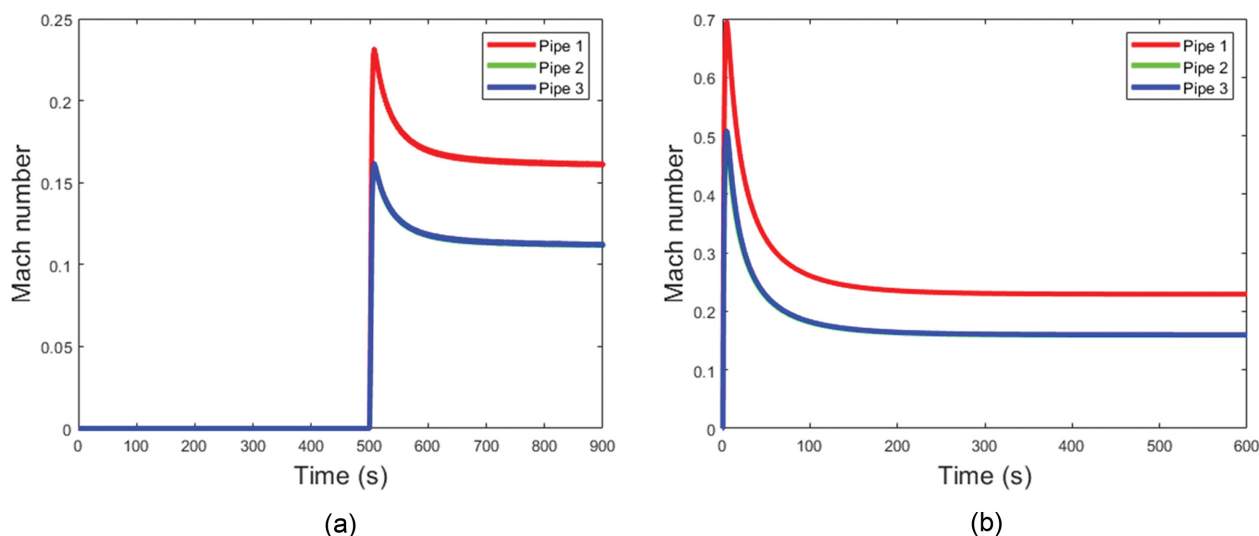 0.25
0.2
0.15
0.1
0.05
0
Mach number
Pipe 1
Pipe 2
Pipe 3
0 100 200 300 400 500 600 700 800 900
Time (s)
(a)
0.7
0.6
0.5
0.4
0.3
0.2
0.1
0
Mach number
Pipe 1
Pipe 2
Pipe 3
0 100 200 300 400 500 600
Time (s)
(b)